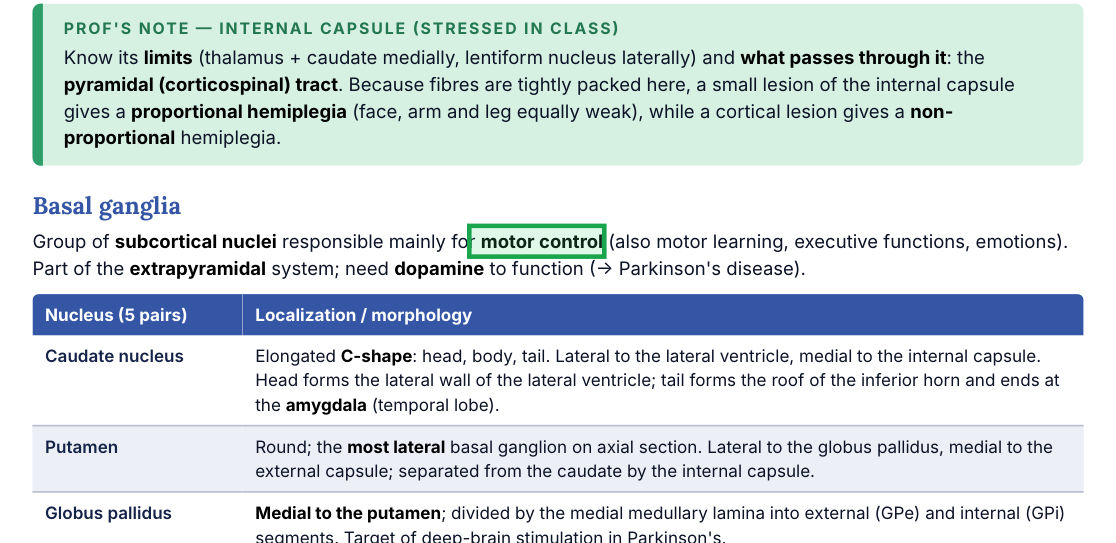 PROF'S NOTE — INTERNAL CAPSULE (STRESSED IN CLASS)
Know its limits (thalamus + caudate medially, lentiform nucleus laterally) and what passes through it: the
pyramidal (corticospinal) tract. Because fibres are tightly packed here, a small lesion of the internal capsule
gives a proportional hemiplegia (face, arm and leg equally weak), while a cortical lesion gives a non-
proportional hemiplegia.
Basal ganglia
Group of subcortical nuclei responsible mainly for motor control (also motor learning, executive functions, emotions).
Part of the extrapyramidal system; need dopamine to function (→ Parkinson's disease).
Nucleus (5 pairs) Localization / morphology
Caudate nucleus Elongated C-shape: head, body, tail. Lateral to the lateral ventricle, medial to the internal capsule.
Head forms the lateral wall of the lateral ventricle; tail forms the roof of the inferior horn and ends at
the amygdala (temporal lobe).
Putamen Round; the most lateral basal ganglion on axial section. Lateral to the globus pallidus, medial to the
external capsule; separated from the caudate by the internal capsule.
Globus pallidus Medial to the putamen; divided by the medial medullary lamina into external (GPe) and internal (GPi)
segments. Target of deep-brain stimulation in Parkinson's.